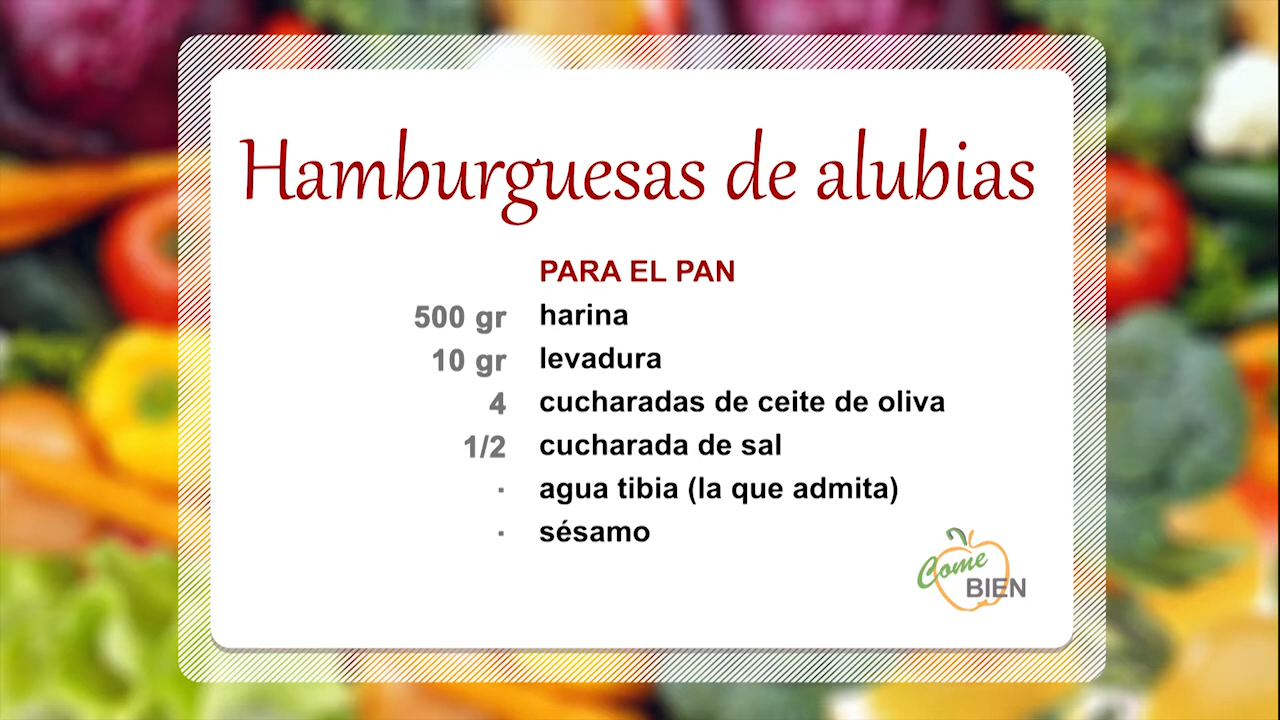 Hamburguesas de alubias
PARA EL PAN
500 gr harina
10 gr levadura
4 cucharadas de ceite de oliva
1/2 cucharada de sal
· agua tibia (la que admita)
· sésamo
Come
BIEN